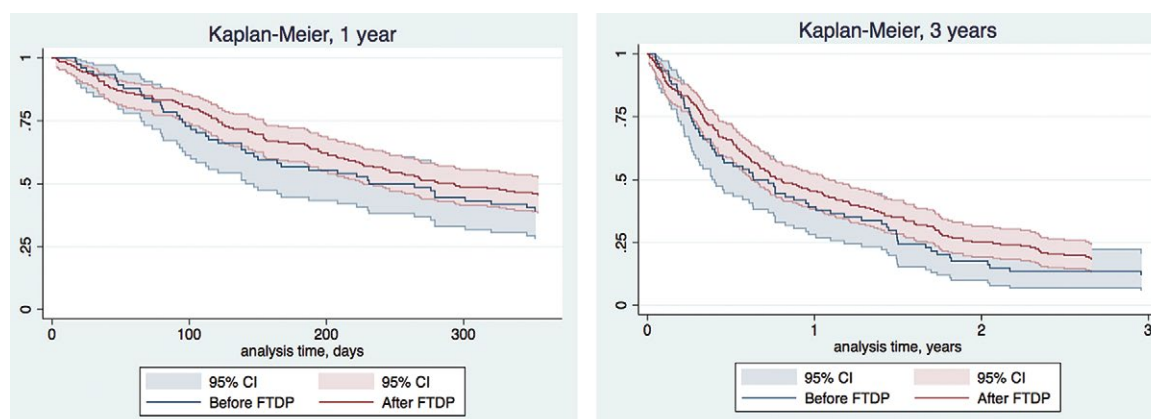 Kaplan-Meier, 1 year
1
.75
.5
.25
0
0 100 200 300
analysis time, days
95% CI 95% CI
Before FTDP After FTDP
Kaplan-Meier, 3 years
1
.75
.5
.25
0
0 1 2 3
analysis time, years
95% CI 95% CI
Before FTDP After FTDP